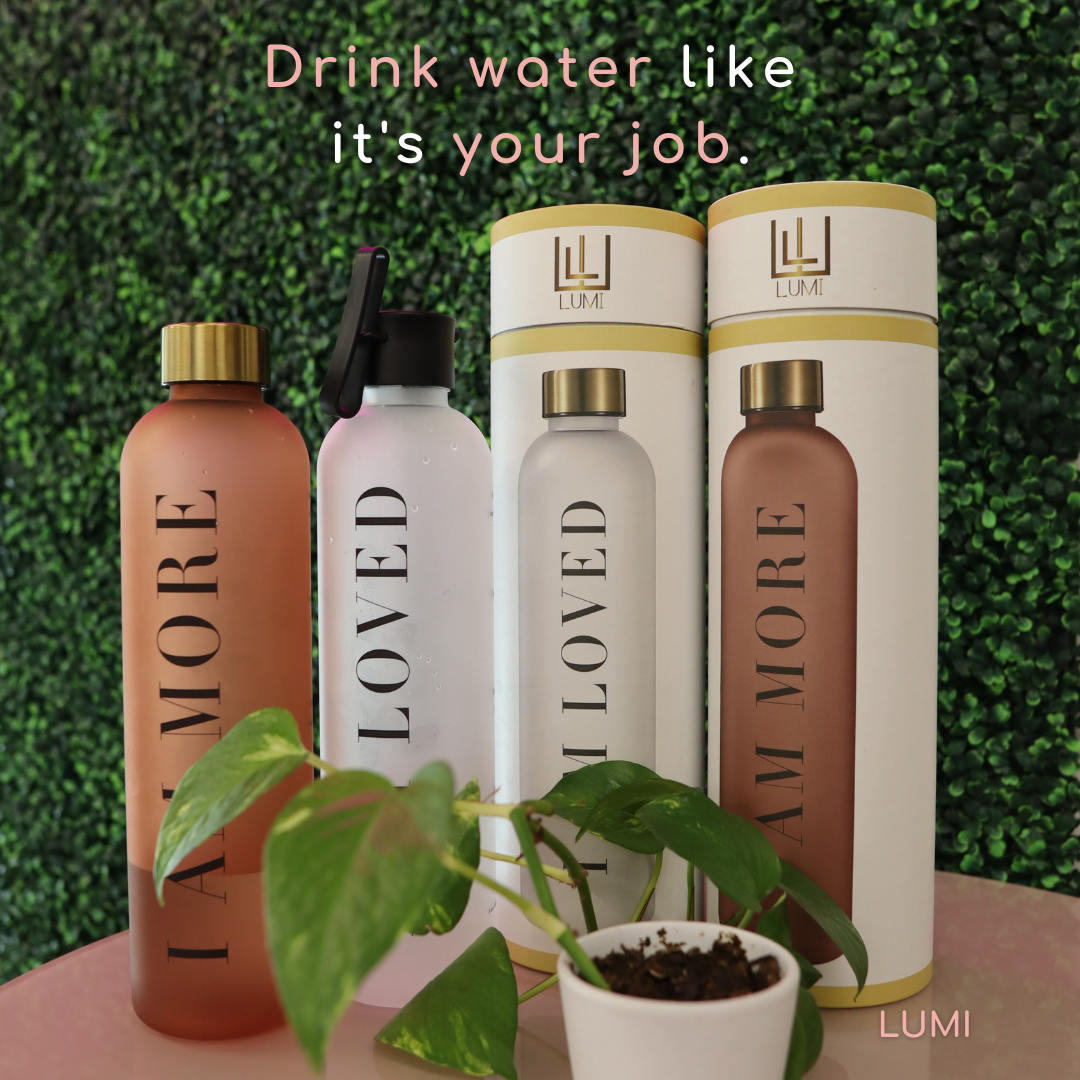 Drink water like
it's your job.
LUMI
LUMI
I AM MORE
LOVED
I AM LOVED
AM MORE
LUMI